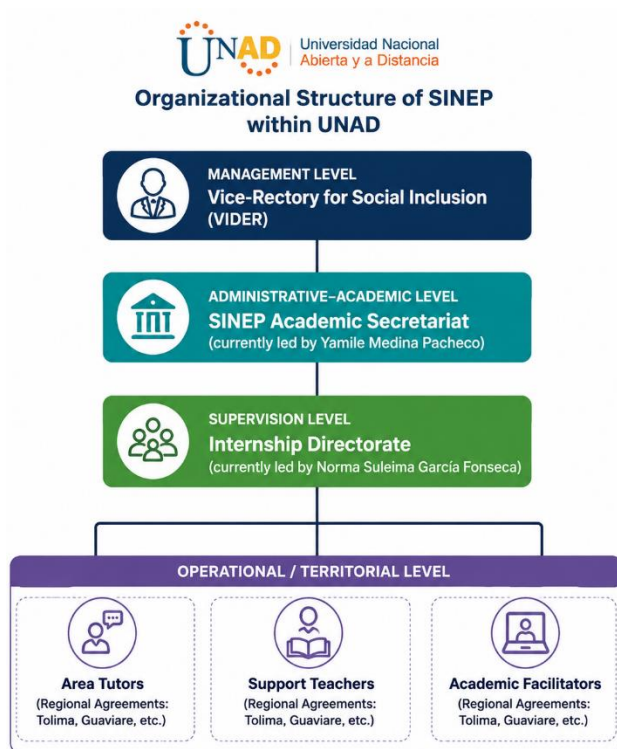 UNAD
Universidad Nacional
Abierta y a Distancia
Organizational Structure of SINEP
within UNAD
MANAGEMENT LEVEL
Vice-Rectory for Social Inclusion
(VIDER)
ADMINISTRATIVE–ACADEMIC LEVEL
SINEP Academic Secretariat
(currently led by Yamile Medina Pacheco)
SUPERVISION LEVEL
Internship Directorate
(currently led by Norma Suleima García Fonseca)
OPERATIONAL / TERRITORIAL LEVEL
Area Tutors
(Regional Agreements:
Tolima, Guaviare, etc.)
Support Teachers
(Regional Agreements:
Tolima, Guaviare, etc.)
Academic Facilitators
(Regional Agreements:
Tolima, Guaviare, etc.)